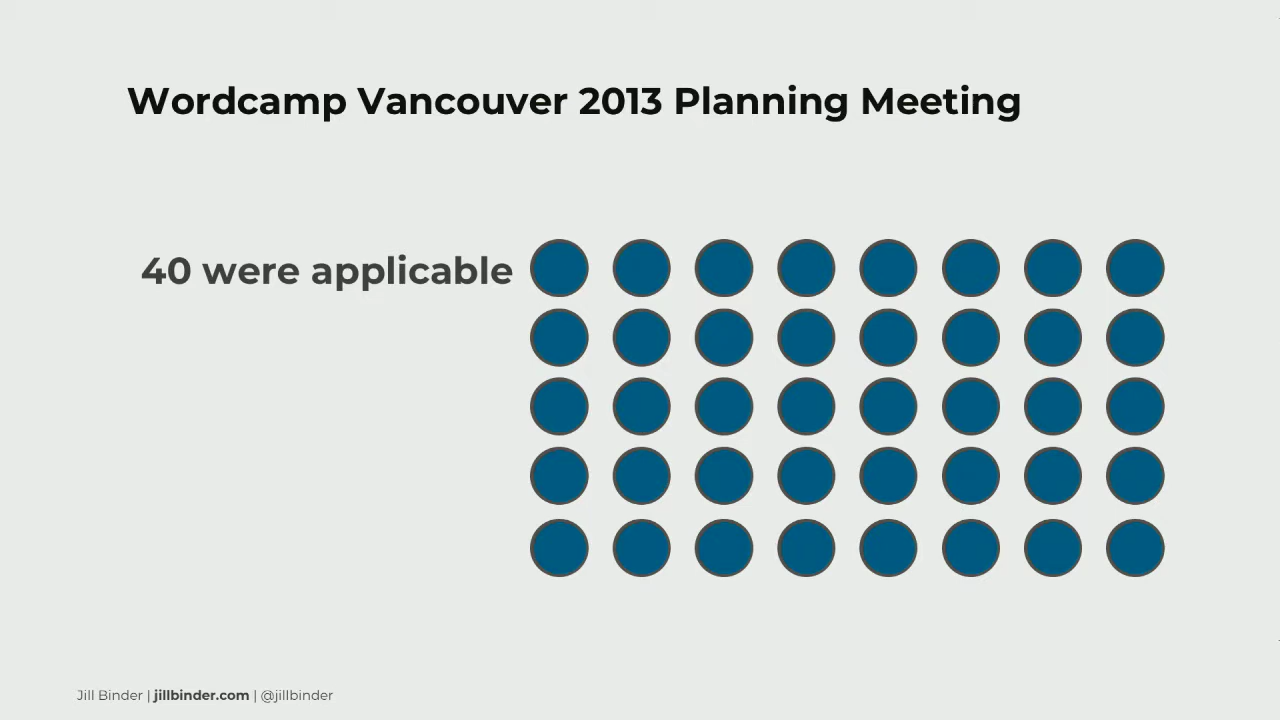 Wordcamp Vancouver 2013 Planning Meeting
40 were applicable
Jill Binder | jillbinder.com | @jillbinder